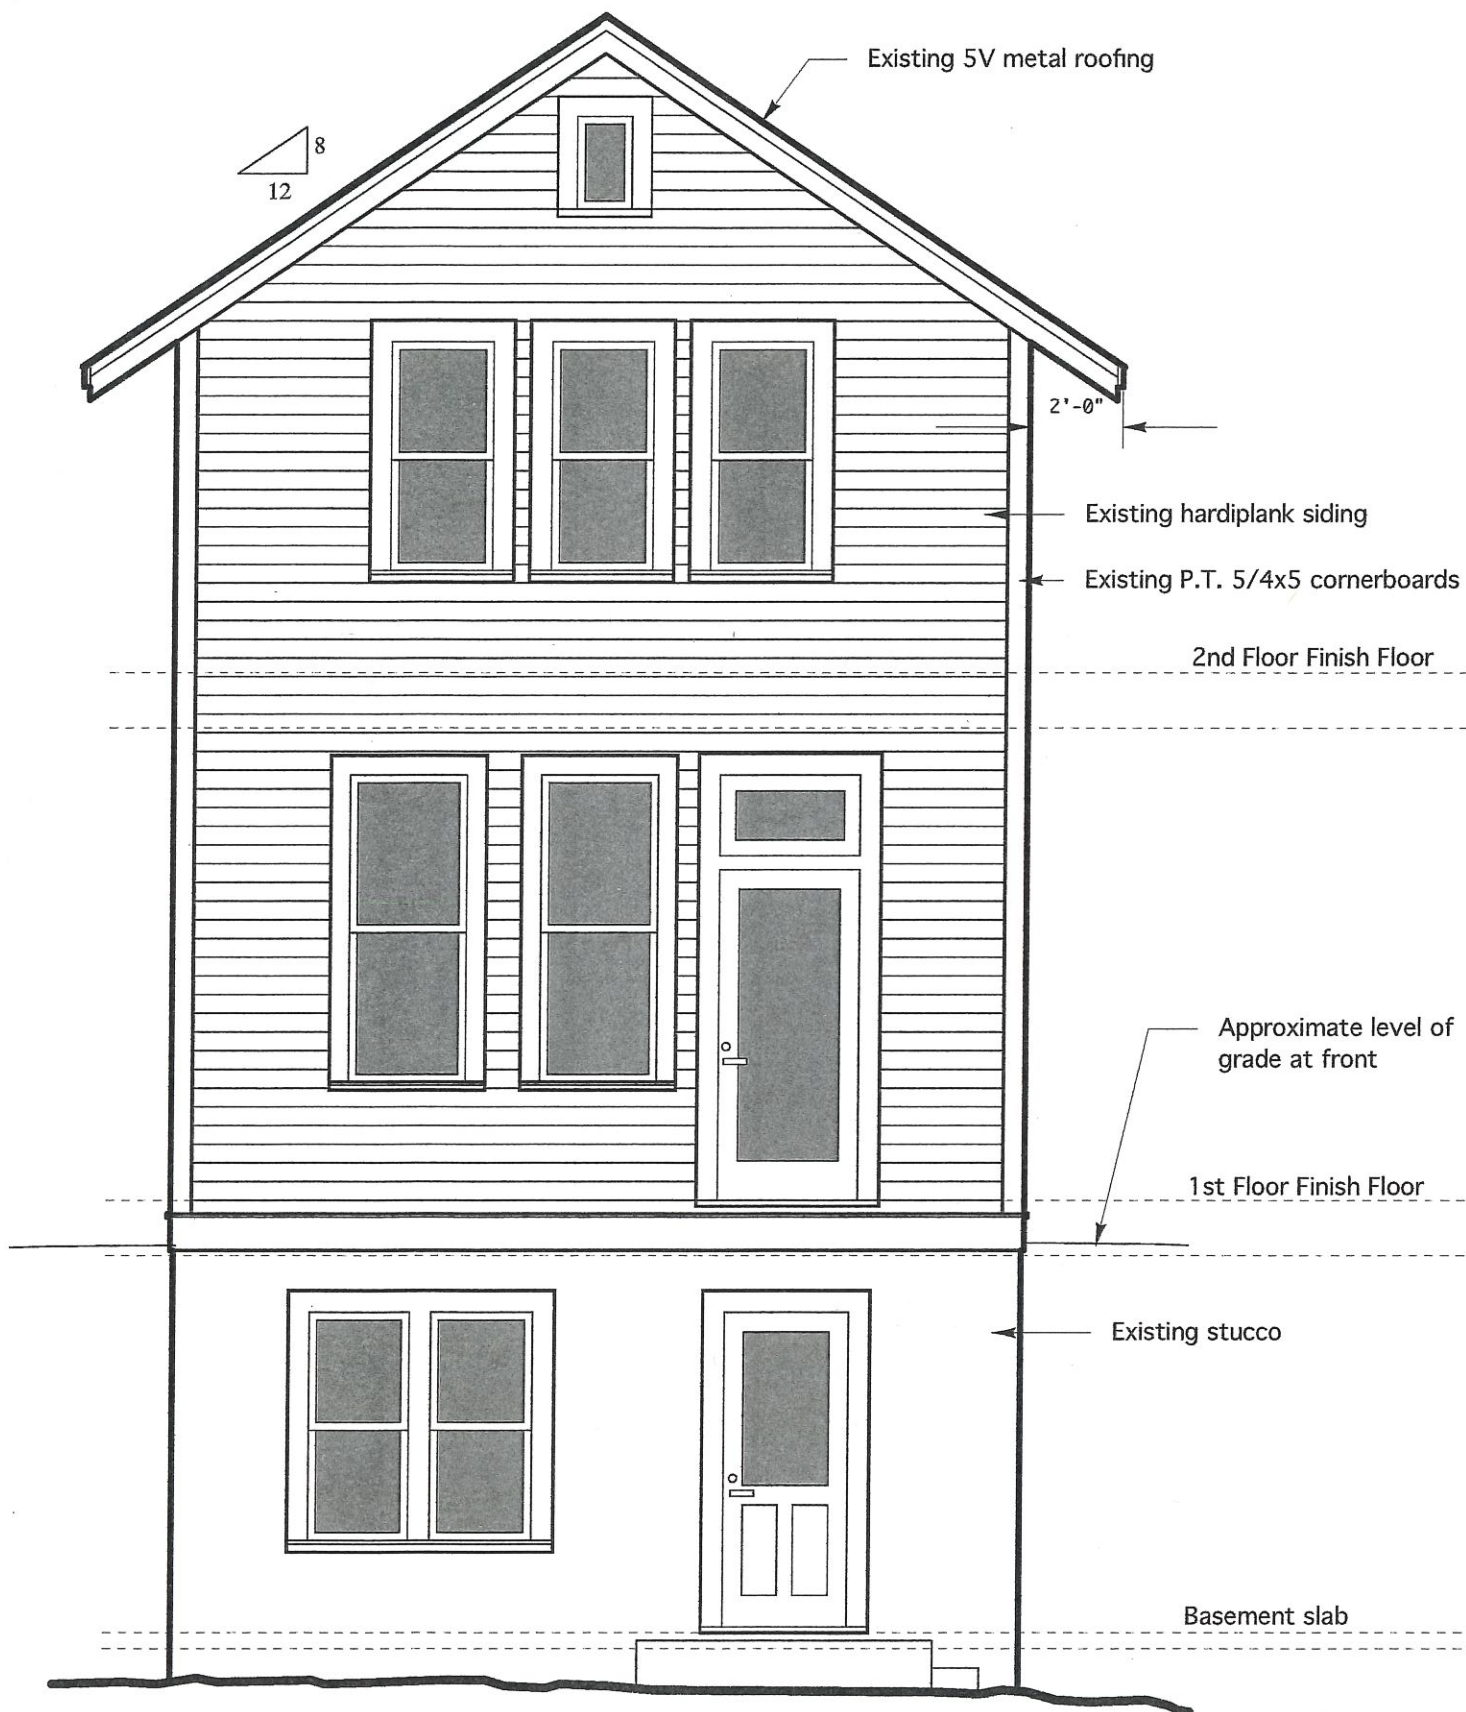 Existing 5V metal roofing
8
12
2'-0"
Existing hardiplank siding
Existing P.T. 5/4x5 cornerboards
2nd Floor Finish Floor
Approximate level of
grade at front
1st Floor Finish Floor
Existing stucco
Basement slab